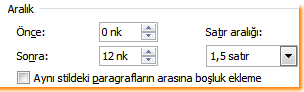 Aralık
Önce: 0 nk Satır aralığı:
Sonra: 12 nk 1,5 satır
Aynı stildeki paragrafların arasına boşluk ekleme